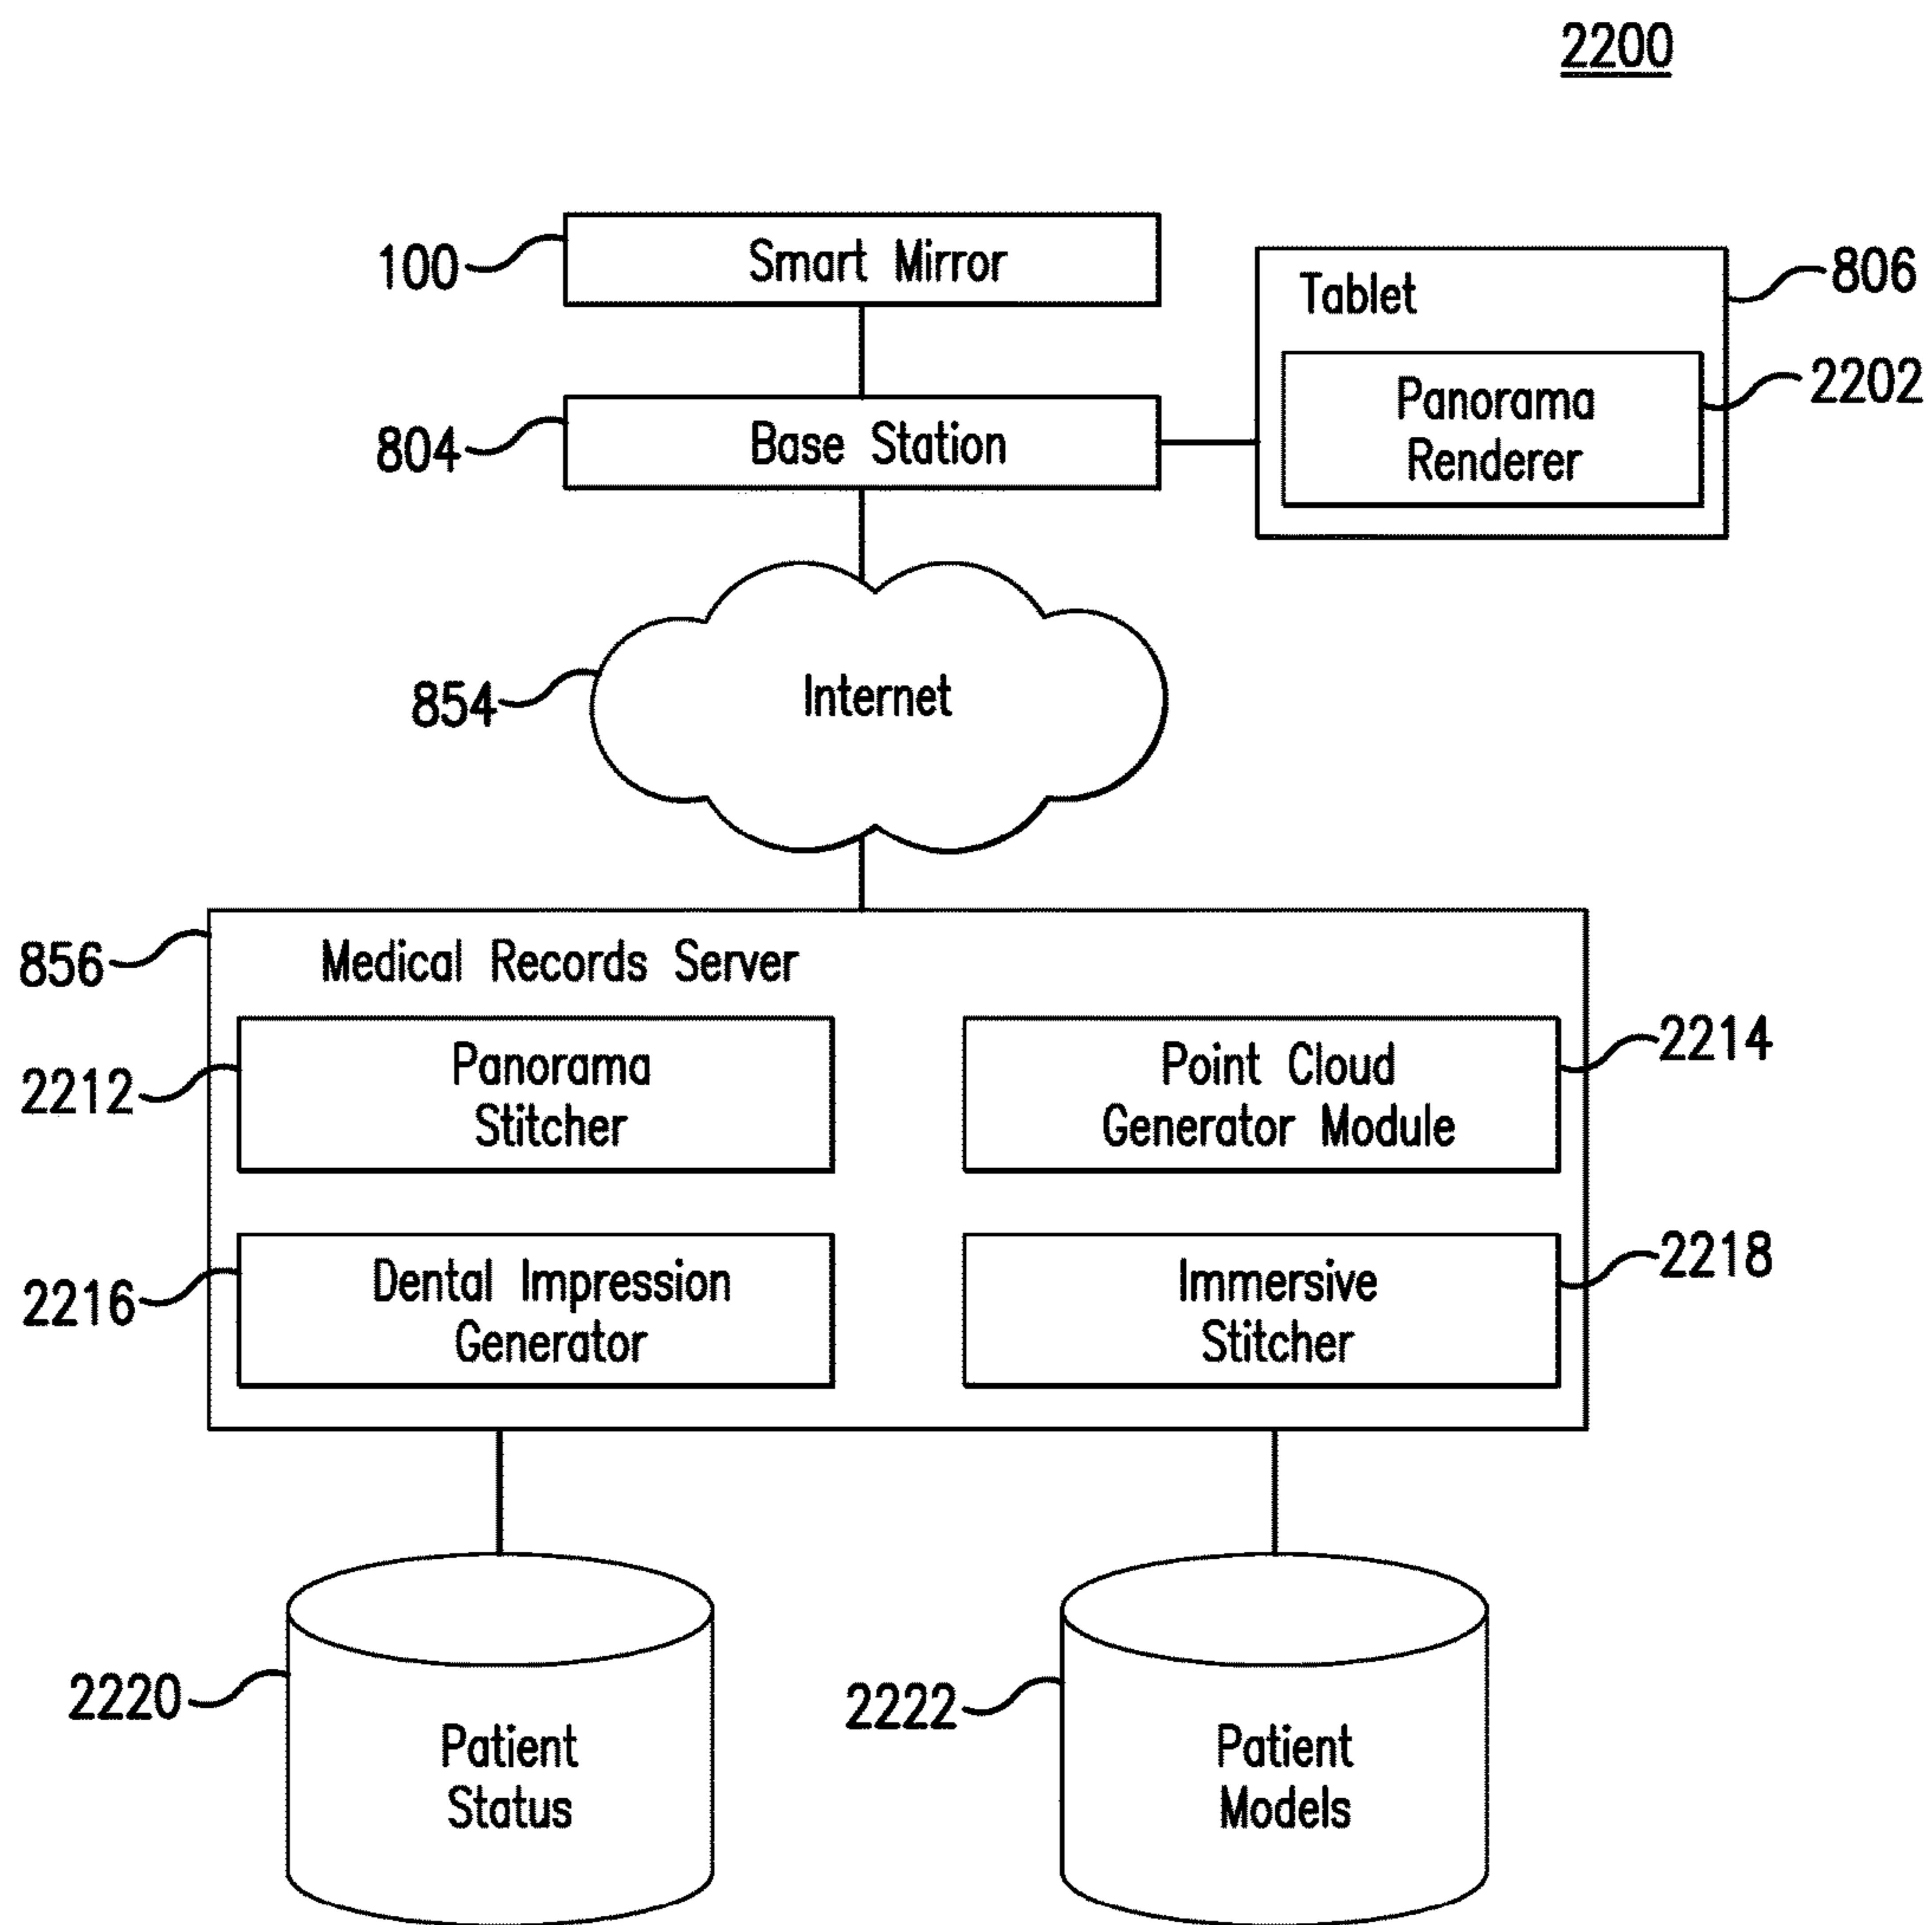 2200
100
Smart Mirror
Tablet
806
804
Base Station
Panorama
Renderer
2202
854
Internet
856
Medical Records Server
2212
Panorama
Stitcher
Point Cloud
Generator Module
2214
2216
Dental Impression
Generator
Immersive
Stitcher
2218
2220
Patient
Status
2222
Patient
Models